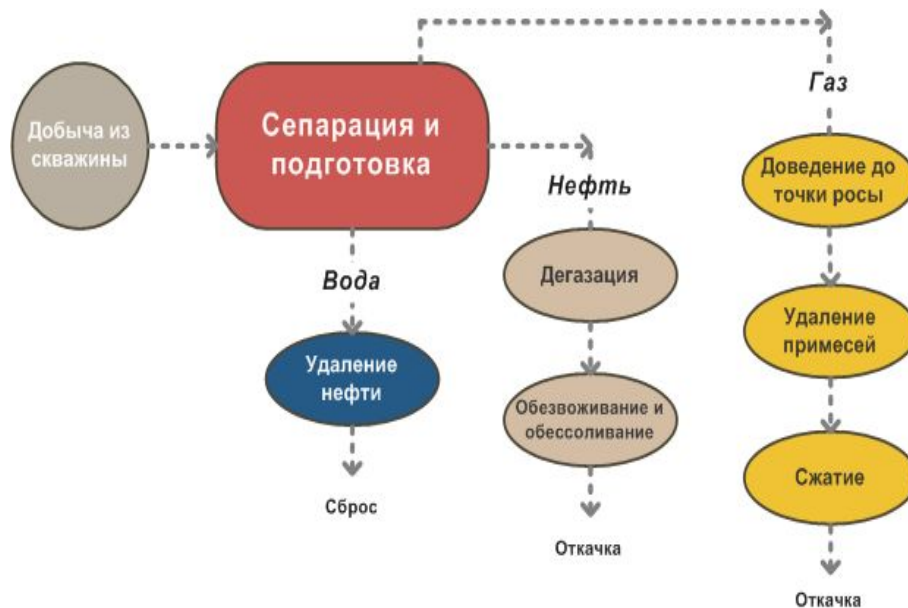 Добыча из
скважины
Сепарация и
подготовка
Газ
Нефть
Вода
Доведение до
точки росы
Дегазация
Удаление
примесей
Удаление
нефти
Обезвоживание и
обессоливание
Сжатие
Сброс
Откачка
Откачка